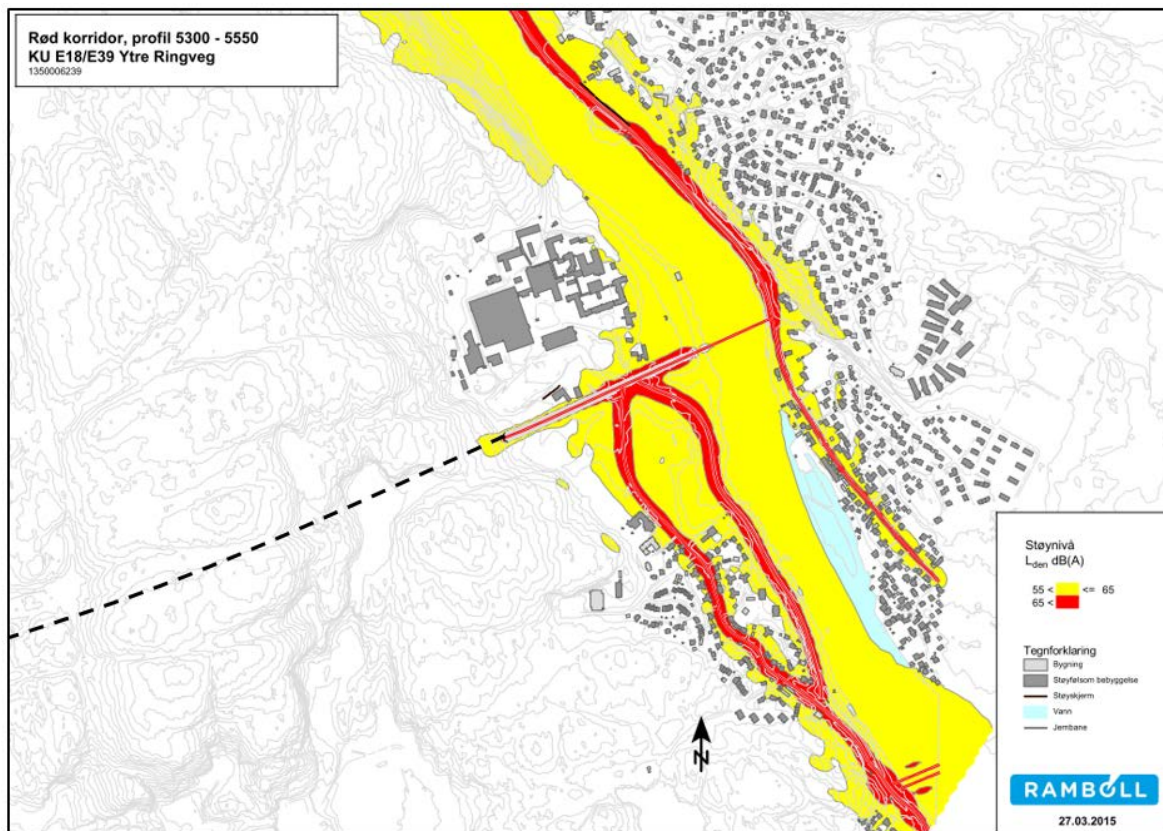 Rød korridor, profil 5300 - 5550
KU E18/E39 Ytre Ringveg
1350006239
N
Støynivå
Lden dB(A)
55 < <= 65
65 <
Tegnforklaring
Bygning
Støyfølsom bebyggelse
Støyskjerm
Vann
Jernbane
RAMBOLL
27.03.2015